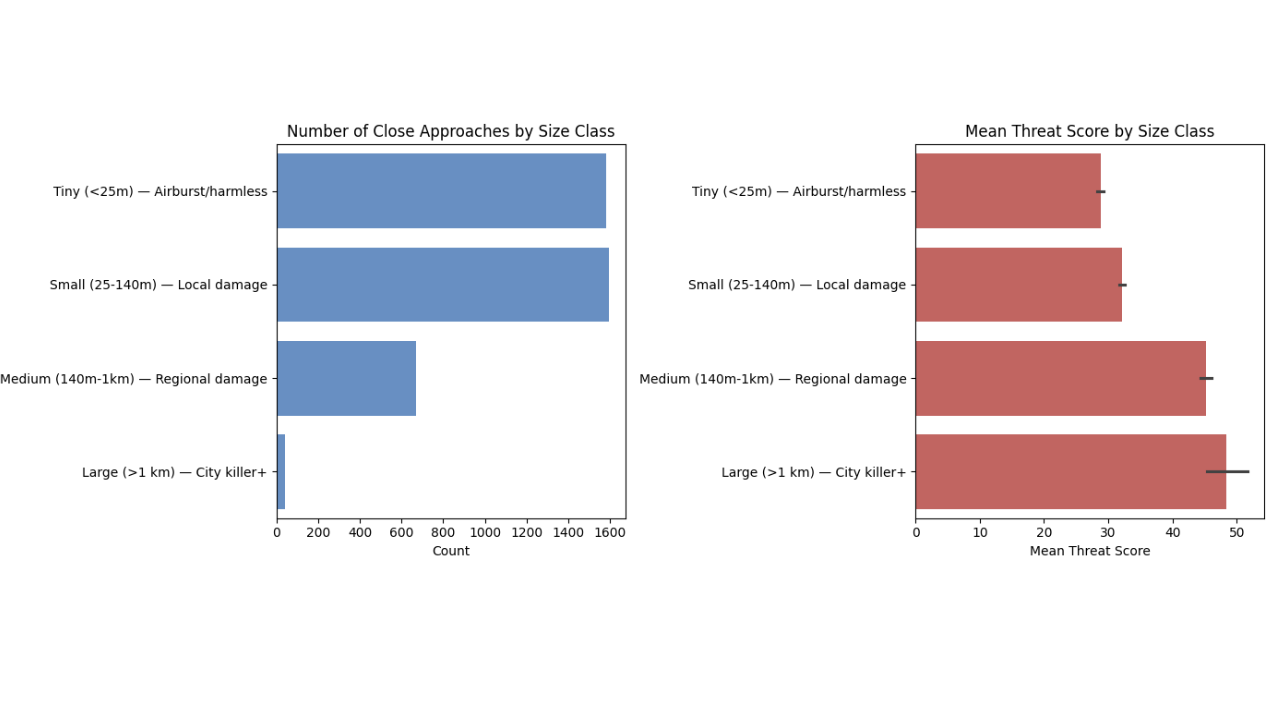 Number of Close Approaches by Size Class
Tiny (<25m) — Airburst/harmless
Small (25-140m) — Local damage
Medium (140m-1km) — Regional damage
Large (>1 km) — City killer+
0 200 400 600 800 1000 1200 1400 1600
Count
Mean Threat Score by Size Class
Tiny (<25m) — Airburst/harmless
Small (25-140m) — Local damage
Medium (140m-1km) — Regional damage
Large (>1 km) — City killer+
0 10 20 30 40 50
Mean Threat Score